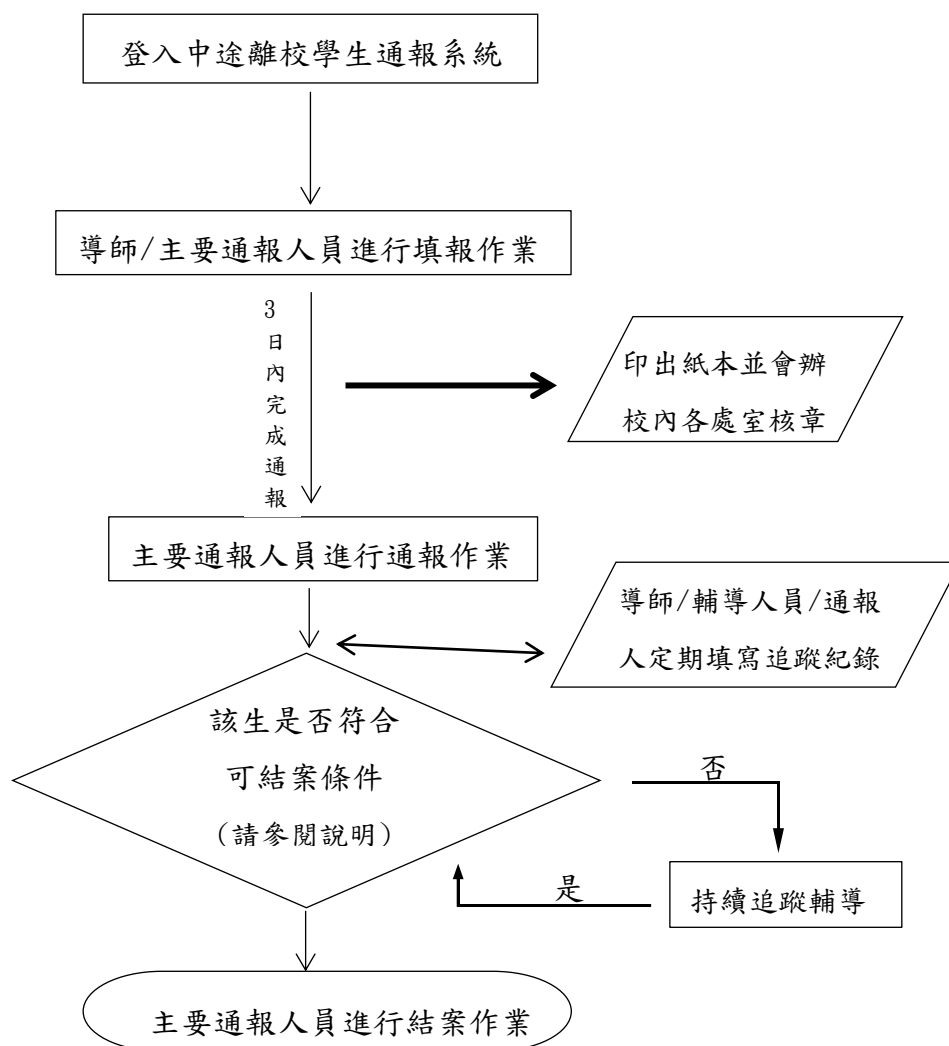 登入中途離校學生通報系統
導師/主要通報人員進行填報作業
3日內完成通報
印出紙本並會辦
校內各處室核章
主要通報人員進行通報作業
導師/輔導人員/通報
人定期填寫追蹤紀錄
該生是否符合
可結案條件
(請參閱說明)
否
是
持續追蹤輔導
主要通報人員進行結案作業